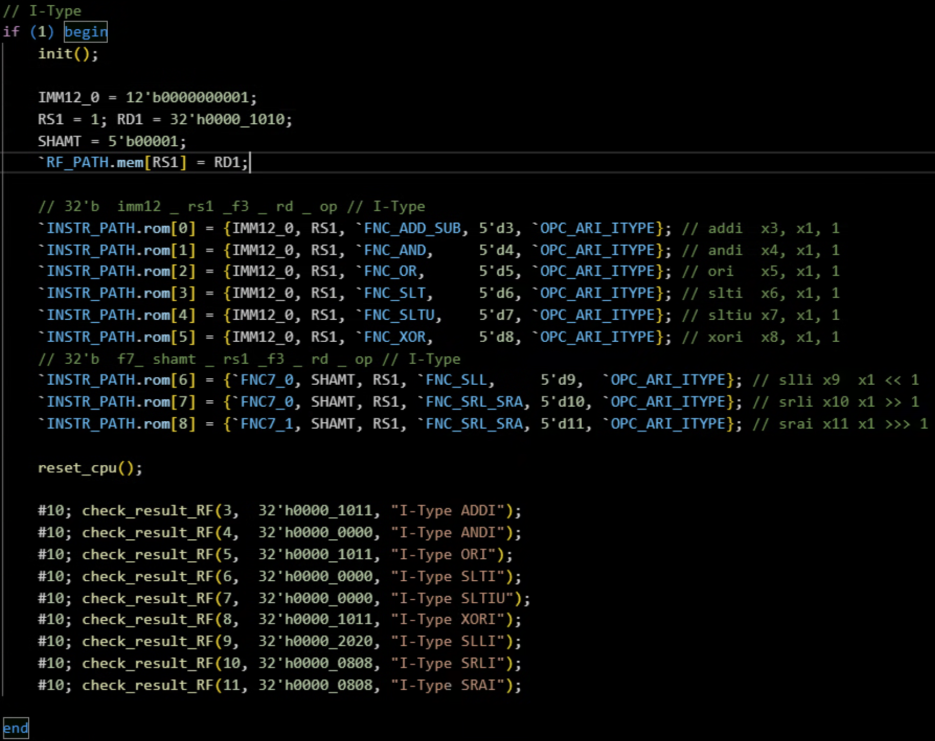 // I-Type
if (1) begin
    init();

    IMM12_0 = 12'b0000000001;
    RS1 = 1; RD1 = 32'h0000_1010;
    SHAMT = 5'b00001;
    `RF_PATH.mem[RS1] = RD1;

    // 32'b  imm12 _ rs1 _f3 _ rd _ op // I-Type
    `INSTR_PATH.rom[0] = {IMM12_0, RS1, `FNC_ADD_SUB, 5'd3, `OPC_ARI_ITYPE}; // addi  x3, x1, 1
    `INSTR_PATH.rom[1] = {IMM12_0, RS1, `FNC_AND,     5'd4, `OPC_ARI_ITYPE}; // andi  x4, x1, 1
    `INSTR_PATH.rom[2] = {IMM12_0, RS1, `FNC_OR,      5'd5, `OPC_ARI_ITYPE}; // ori   x5, x1, 1
    `INSTR_PATH.rom[3] = {IMM12_0, RS1, `FNC_SLT,     5'd6, `OPC_ARI_ITYPE}; // slti  x6, x1, 1
    `INSTR_PATH.rom[4] = {IMM12_0, RS1, `FNC_SLTU,    5'd7, `OPC_ARI_ITYPE}; // sltiu x7, x1, 1
    `INSTR_PATH.rom[5] = {IMM12_0, RS1, `FNC_XOR,     5'd8, `OPC_ARI_ITYPE}; // xori  x8, x1, 1
    // 32'b  f7_ shamt _ rs1 _f3 _ rd _ op // I-Type
    `INSTR_PATH.rom[6] = {`FNC7_0, SHAMT, RS1, `FNC_SLL,     5'd9,  `OPC_ARI_ITYPE}; // slli x9  x1 << 1
    `INSTR_PATH.rom[7] = {`FNC7_0, SHAMT, RS1, `FNC_SRL_SRA, 5'd10, `OPC_ARI_ITYPE}; // srli x10 x1 >> 1
    `INSTR_PATH.rom[8] = {`FNC7_1, SHAMT, RS1, `FNC_SRL_SRA, 5'd11, `OPC_ARI_ITYPE}; // srai x11 x1 >>> 1

    reset_cpu();

    #10; check_result_RF(3,  32'h0000_1011, "I-Type ADDI");
    #10; check_result_RF(4,  32'h0000_0000, "I-Type ANDI");
    #10; check_result_RF(5,  32'h0000_1011, "I-Type ORI");
    #10; check_result_RF(6,  32'h0000_0000, "I-Type SLTI");
    #10; check_result_RF(7,  32'h0000_0000, "I-Type SLTIU");
    #10; check_result_RF(8,  32'h0000_1011, "I-Type XORI");
    #10; check_result_RF(9,  32'h0000_2020, "I-Type SLLI");
    #10; check_result_RF(10, 32'h0000_0808, "I-Type SRLI");
    #10; check_result_RF(11, 32'h0000_0808, "I-Type SRAI");

end